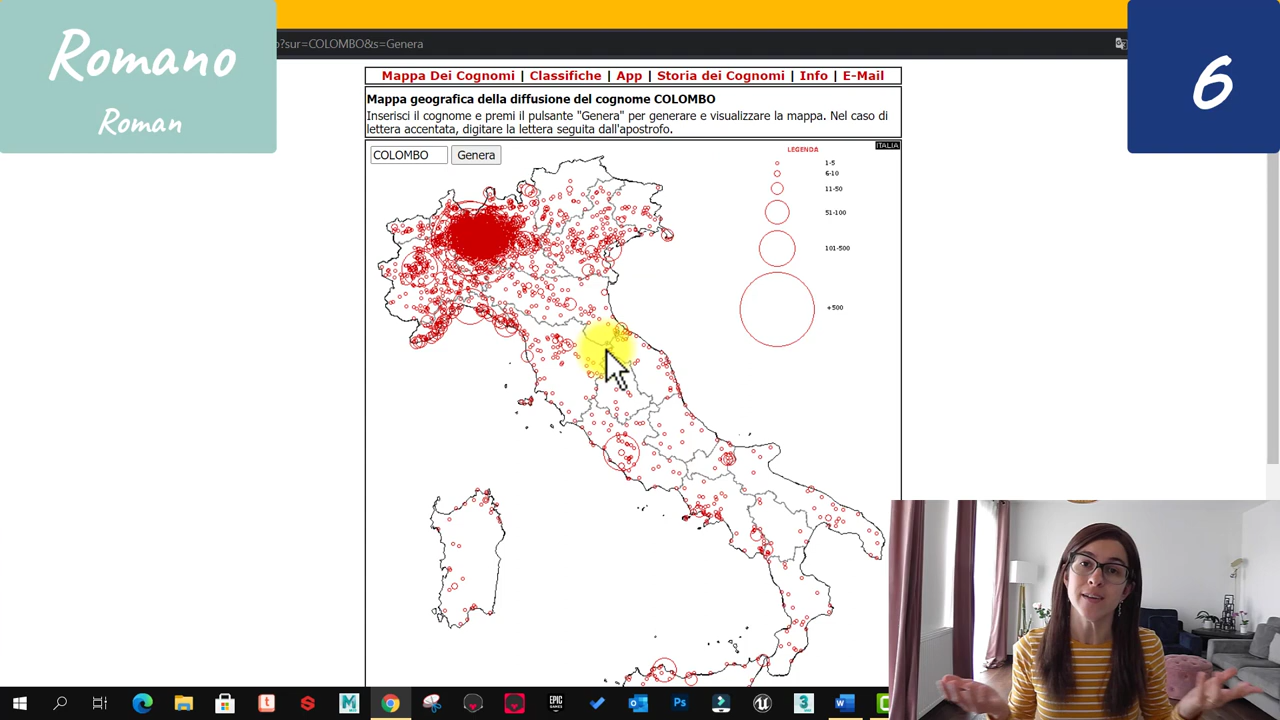 Romano
Roman
6
o?sur=COLOMBO&s=Genera
Mappa Dei Cognomi | Classifiche | App | Storia dei Cognomi | Info | E-Mail
Mappa geografica della diffusione del cognome COLOMBO
Inserisci il cognome e premi il pulsante "Genera" per generare e visualizzare la mappa. Nel caso di
lettera accentata, digitare la lettera seguita dall'apostrofo.
ITALIA
COLOMBO Genera
LEGENDA
1-5
6-10
11-50
51-100
101-500
+500